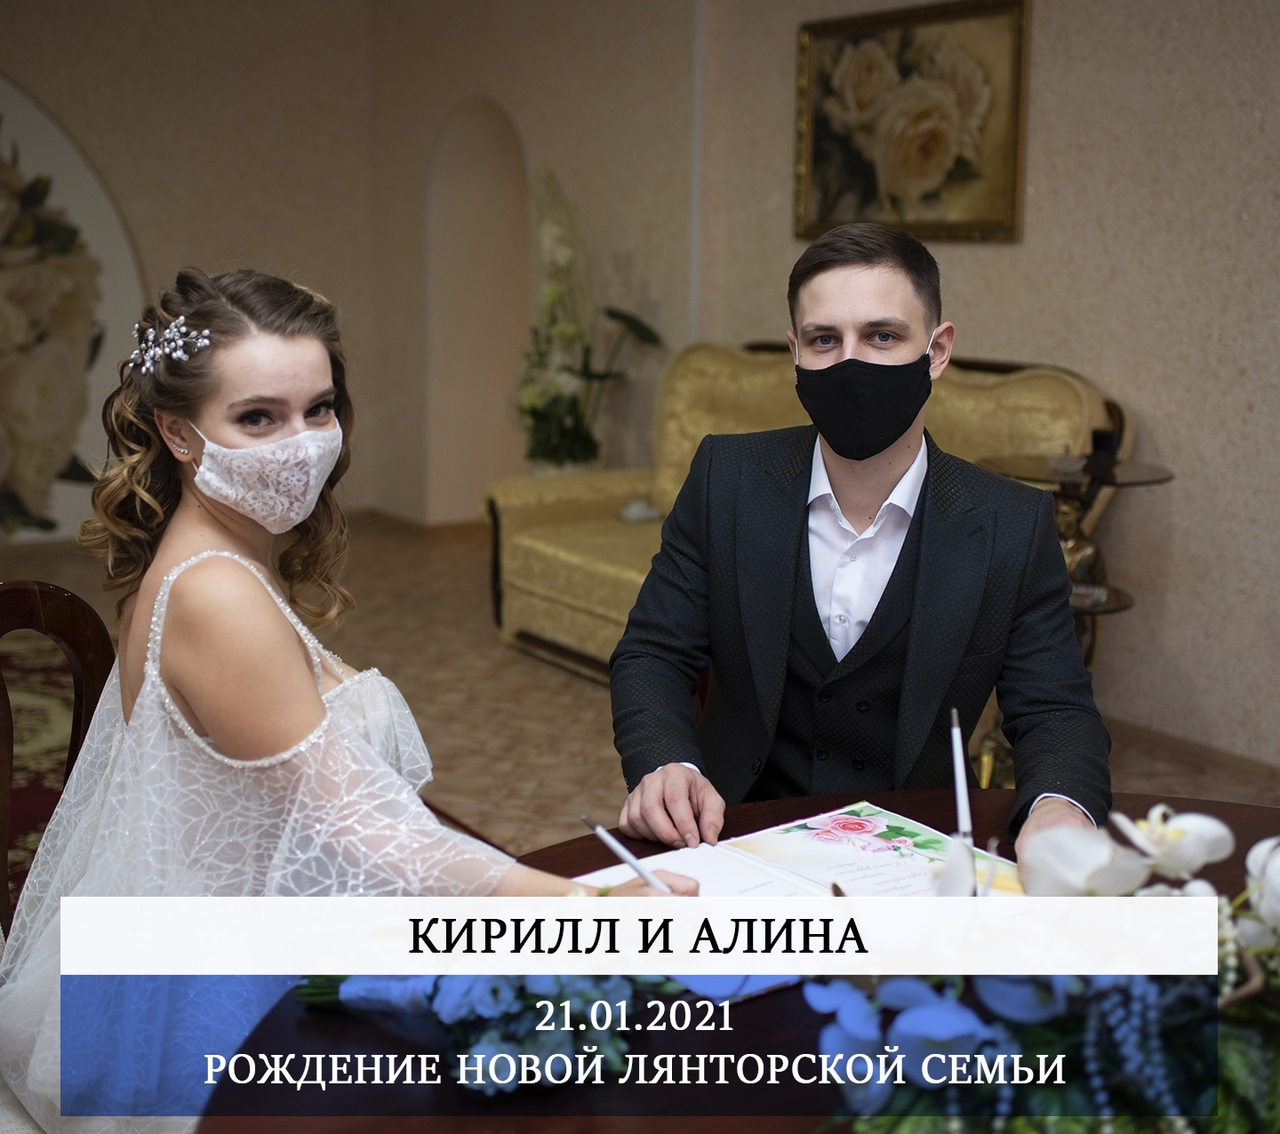 КИРИЛЛ И АЛИНА
21.01.2021
РОЖДЕНИЕ НОВОЙ ЛЯНТОРСКОЙ СЕМЬИ